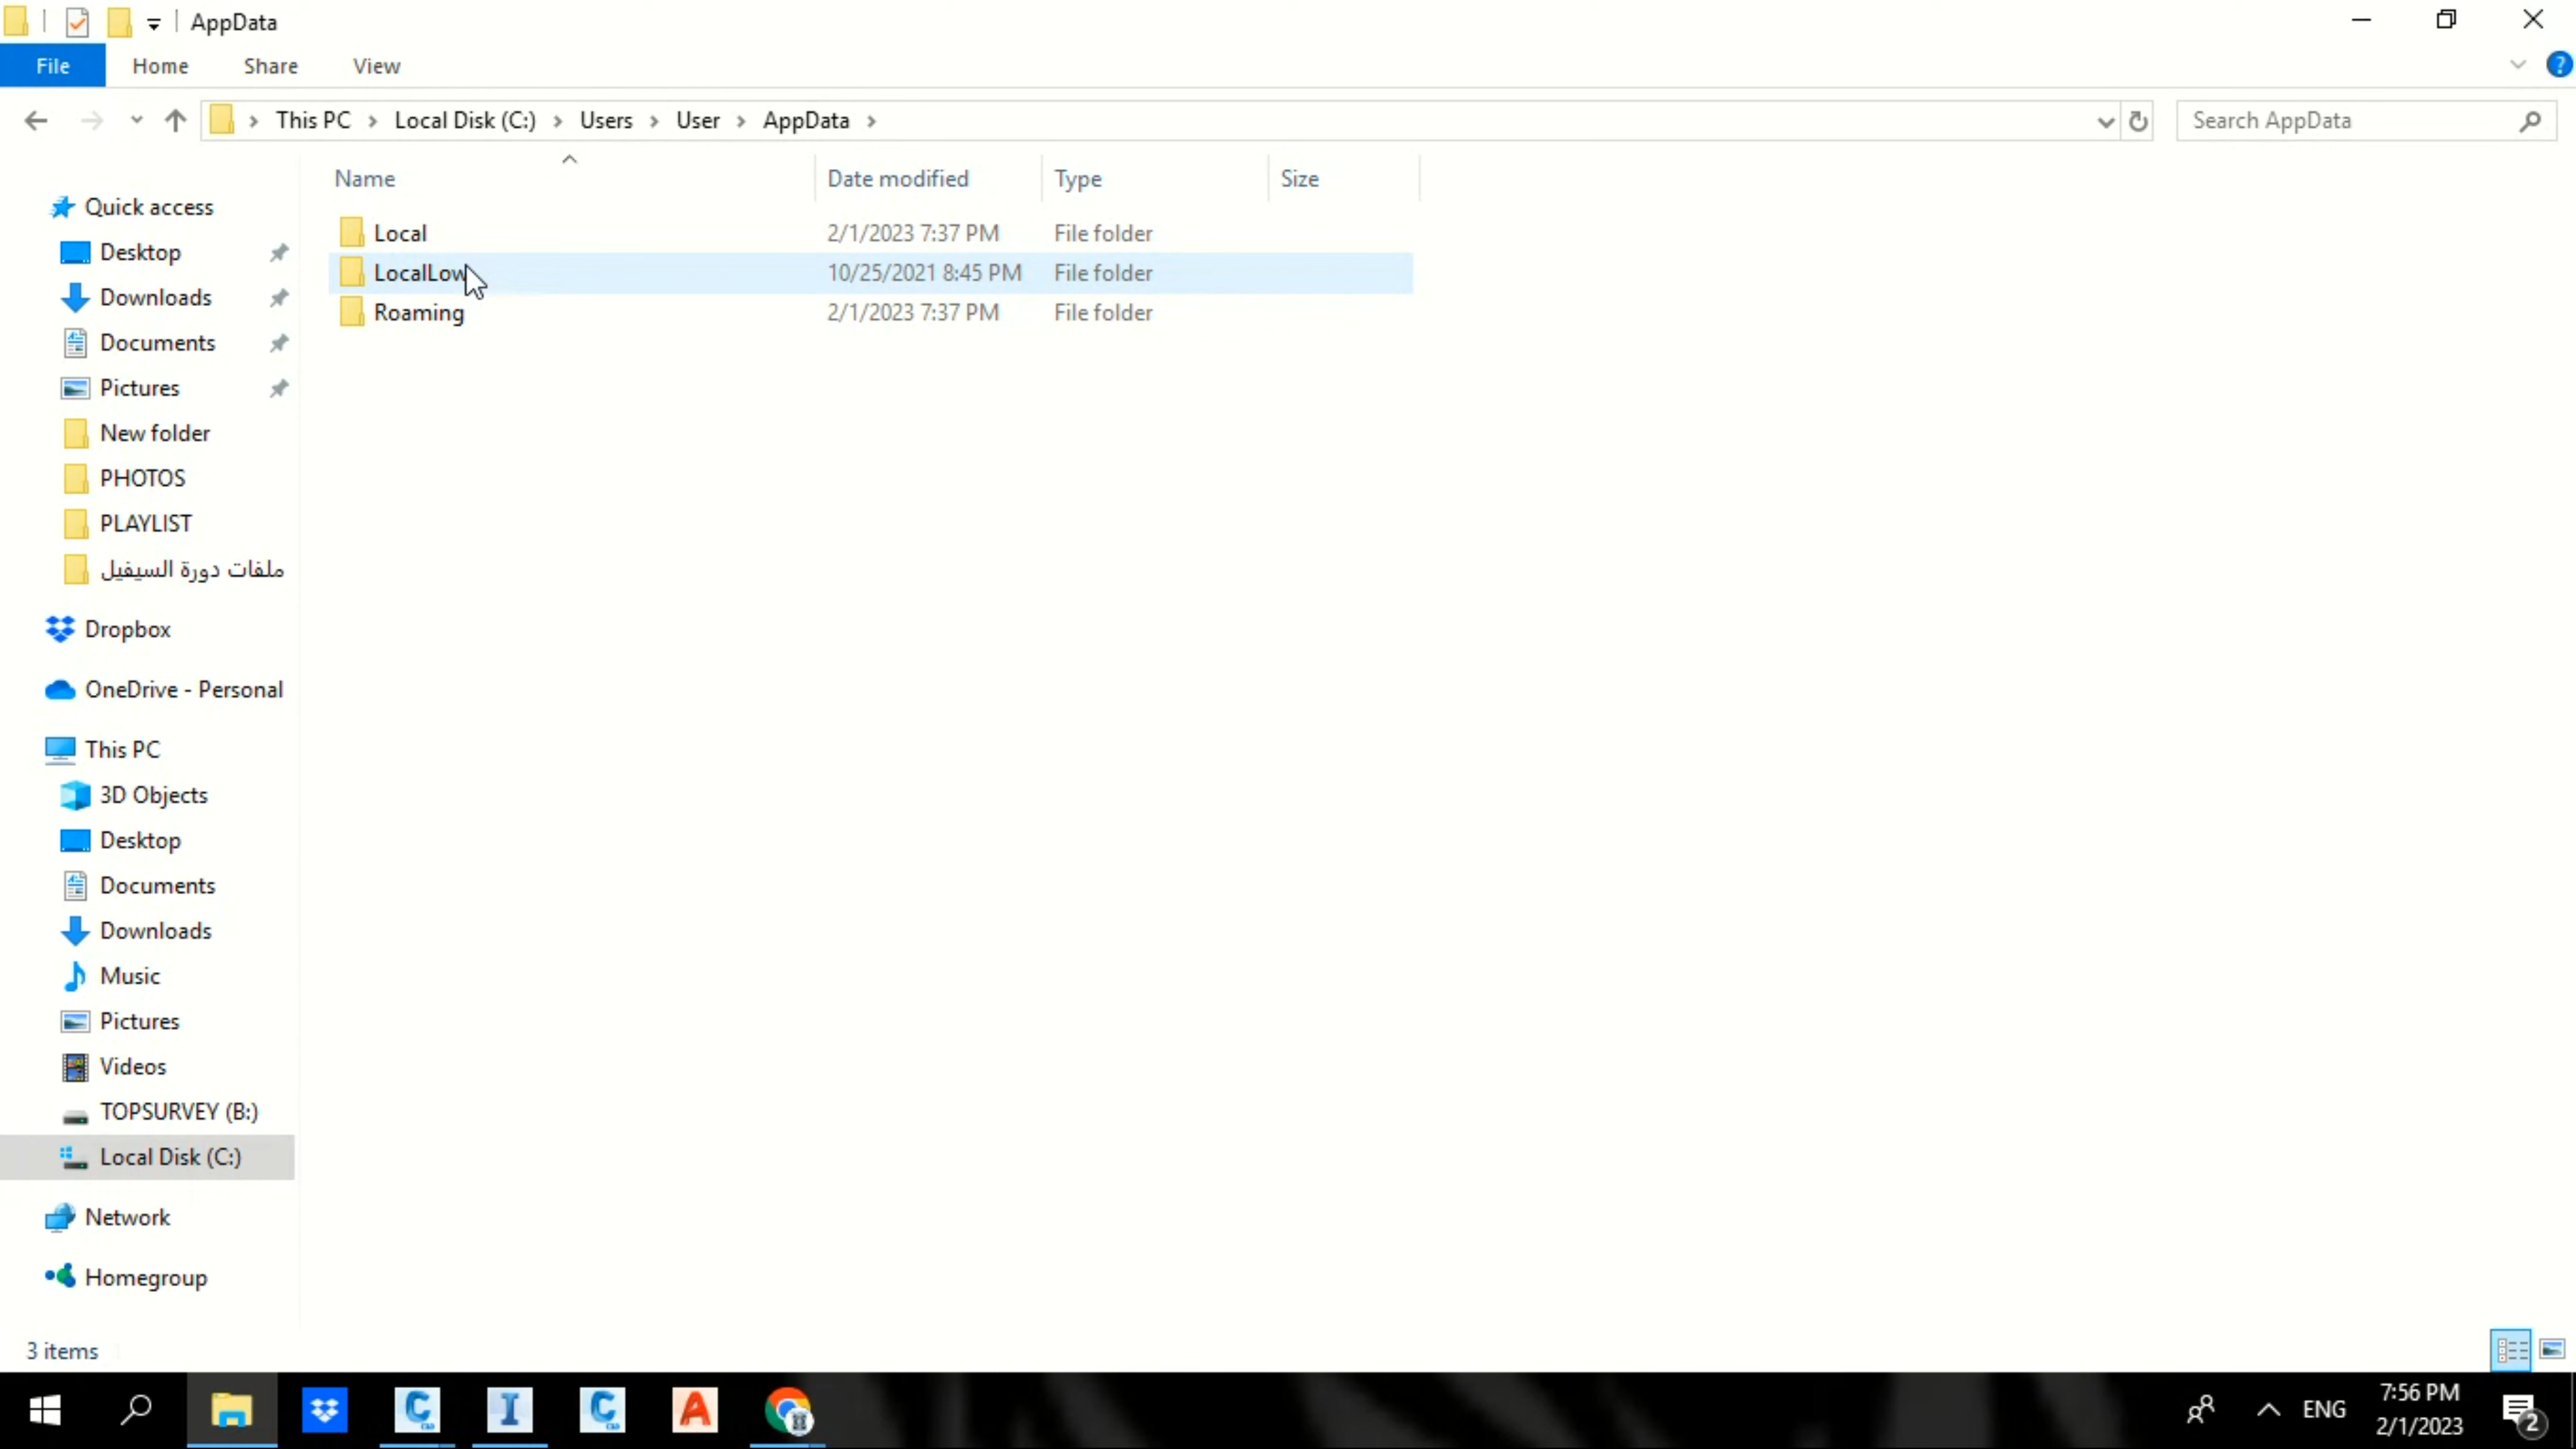 AppData
File Home Share View
This PC Local Disk (C:) Users User AppData
Search AppData
Name Date modified Type Size
Local 2/1/2023 7:37 PM File folder
LocalLow 10/25/2021 8:45 PM File folder
Roaming 2/1/2023 7:37 PM File folder
Quick access
Desktop
Downloads
Documents
Pictures
New folder
PHOTOS
PLAYLIST
ملفات دورة السيفيل
Dropbox
OneDrive - Personal
This PC
3D Objects
Desktop
Documents
Downloads
Music
Pictures
Videos
TOPSURVEY (B:)
Local Disk (C:)
Network
Homegroup
3 items
ENG
7:56 PM
2/1/2023
2